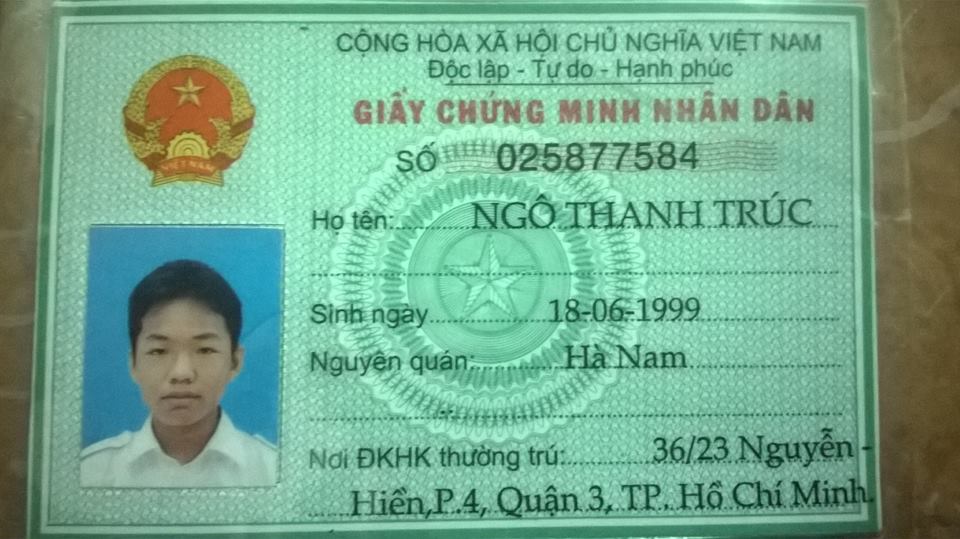 CỘNG HÒA XÃ HỘI CHỦ NGHĨA VIỆT NAM
Độc lập - Tự do - Hạnh phúc
GIẤY CHỨNG MINH NHÂN DÂN
SỐ 025877584
Họ tên: NGÔ THANH TRÚC
Sinh ngày 18-06-1999
Nguyên quán: Hà Nam
Nơi ĐKHK thường trú: 36/23 Nguyễn -
Hiền,P.4, Quận 3, TP. Hồ Chí Minh.
VIỆT NAM